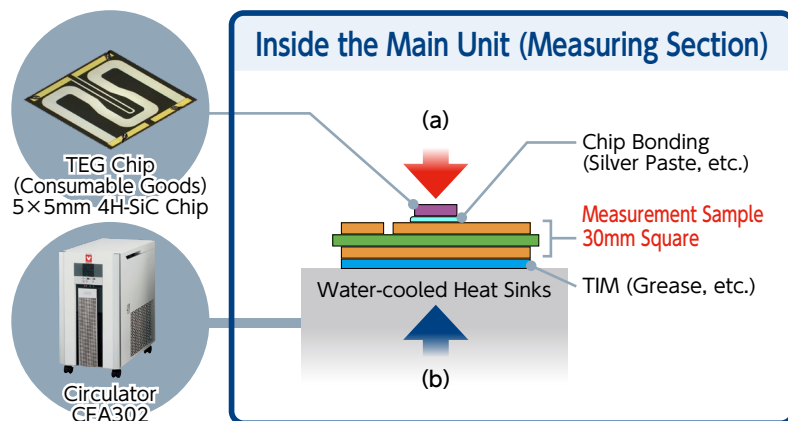 Inside the Main Unit (Measuring Section)
TEG Chip
(Consumable Goods)
5×5mm 4H-SiC Chip
(a)
Chip Bonding
(Silver Paste, etc.)
Measurement Sample
30mm Square
TIM (Grease, etc.)
Water-cooled Heat Sinks
(b)
Circulator
CFA302